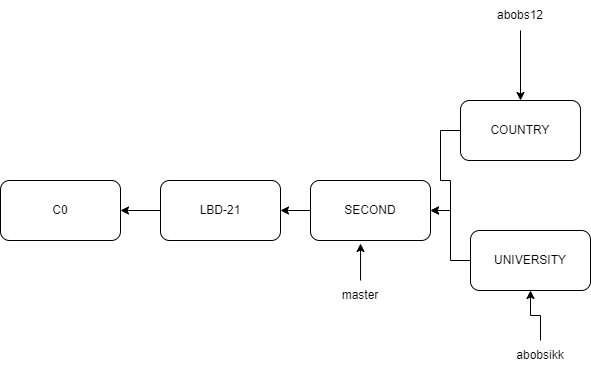 abobs12
COUNTRY
C0
LBD-21
SECOND
UNIVERSITY
master
abobsikk